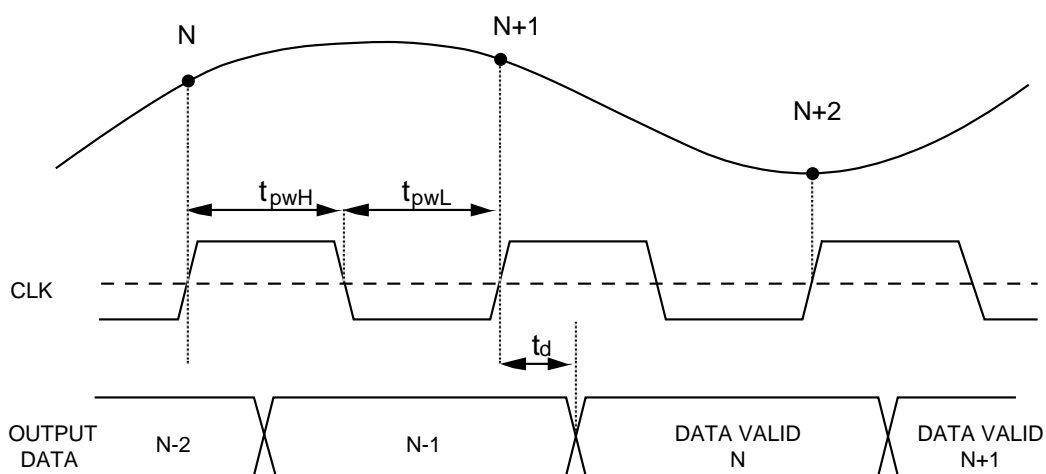 N
N+1
N+2
tpwH
tpwL
CLK
td
OUTPUT
DATA
N-2
N-1
DATA VALID
N
DATA VALID
N+1